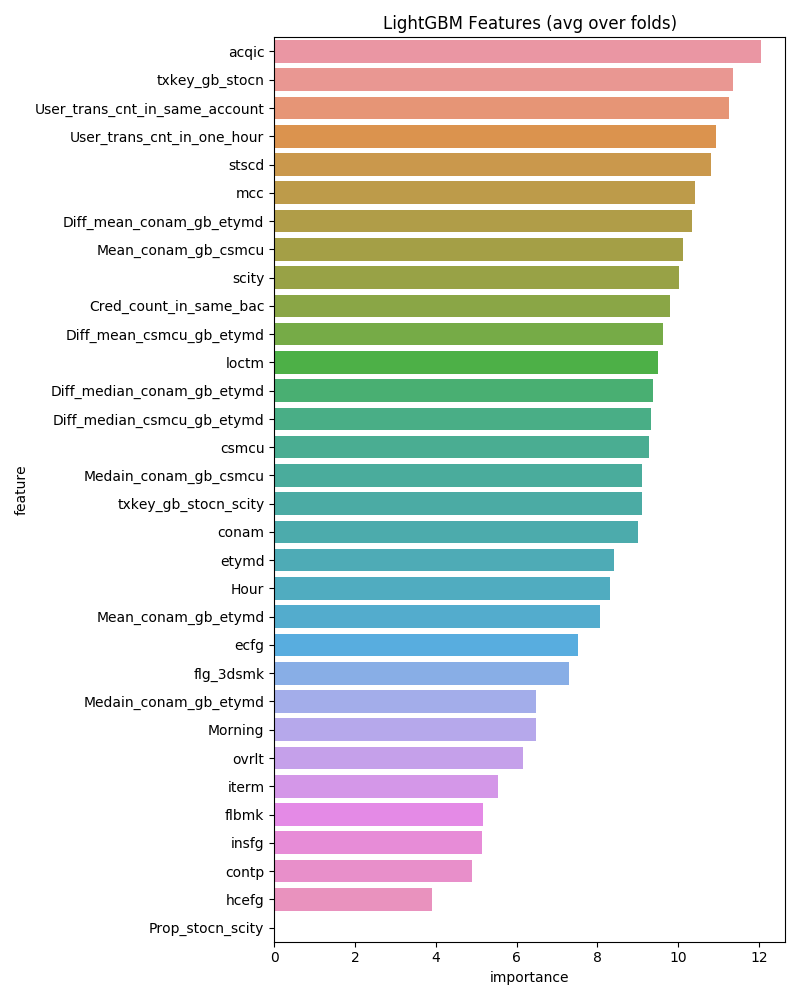 LightGBM Features (avg over folds)
acqic
txkey_gb_stocn
User_trans_cnt_in_same_account
User_trans_cnt_in_one_hour
stscd
mcc
Diff_mean_conam_gb_etymd
Mean_conam_gb_csmcu
scity
Cred_count_in_same_bac
Diff_mean_csmcu_gb_etymd
loctm
Diff_median_conam_gb_etymd
Diff_median_csmcu_gb_etymd
csmcu
Medain_conam_gb_csmcu
txkey_gb_stocn_scity
conam
etymd
Hour
Mean_conam_gb_etymd
ecfg
flg_3dsmk
Medain_conam_gb_etymd
Morning
ovrlt
iterm
flbmk
insfg
contp
hcefg
Prop_stocn_scity
feature
0 2 4 6 8 10 12
importance